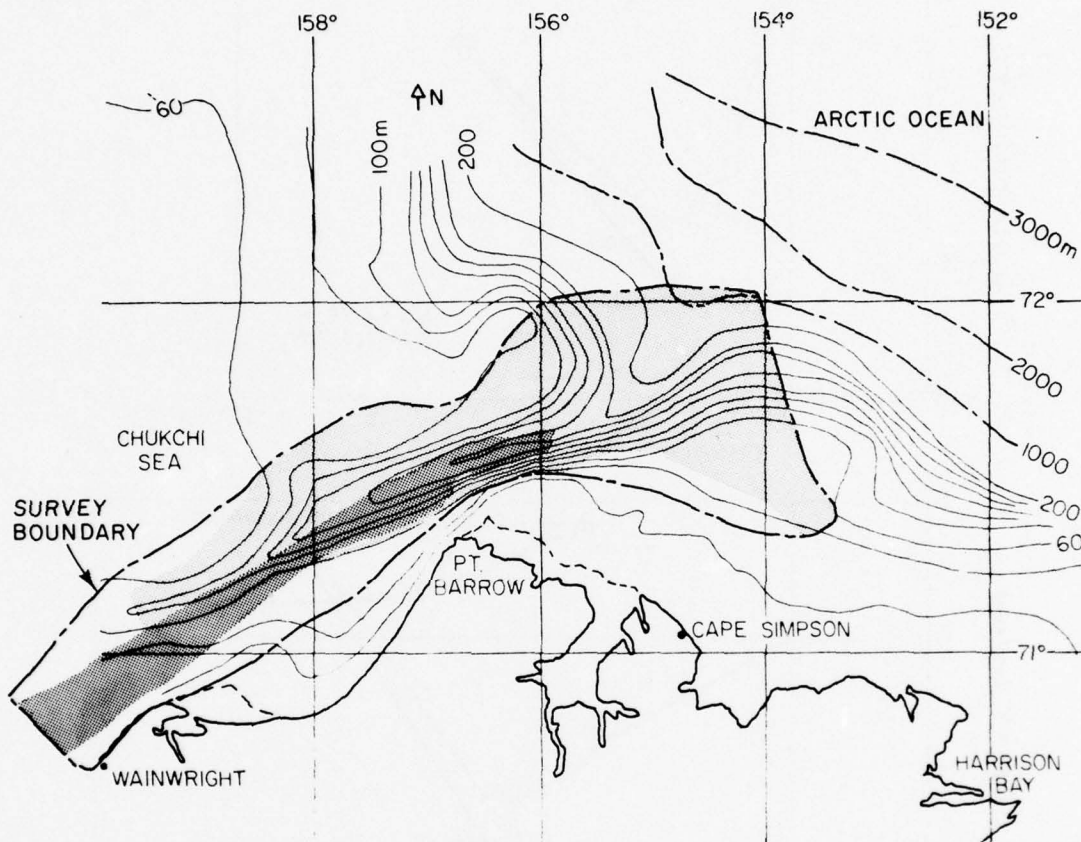 158° 156° 154° 152°
60
N
100m
200
ARCTIC OCEAN
3000m
72°
2000
CHUKCHI
SEA
1000
SURVEY
BOUNDARY
200
60
PT.
BARROW
CAPE SIMPSON
71°
WAINWRIGHT
HARRISON
BAY